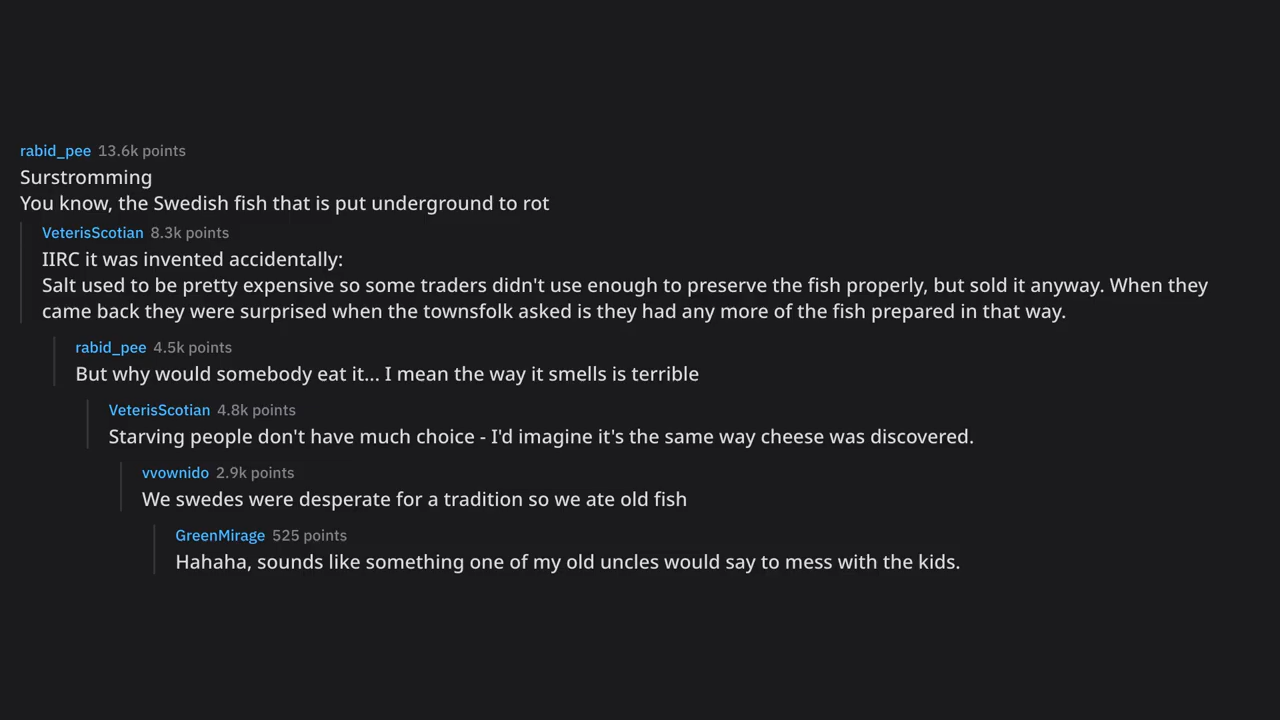 rabid_pee 13.6k points
Surstromming
You know, the Swedish fish that is put underground to rot
VeterisScotian 8.3k points
IIRC it was invented accidentally:
Salt used to be pretty expensive so some traders didn't use enough to preserve the fish properly, but sold it anyway. When they
came back they were surprised when the townsfolk asked is they had any more of the fish prepared in that way.
rabid_pee 4.5k points
But why would somebody eat it... I mean the way it smells is terrible
VeterisScotian 4.8k points
Starving people don't have much choice - I'd imagine it's the same way cheese was discovered.
vvownido 2.9k points
We swedes were desperate for a tradition so we ate old fish
GreenMirage 525 points
Hahaha, sounds like something one of my old uncles would say to mess with the kids.